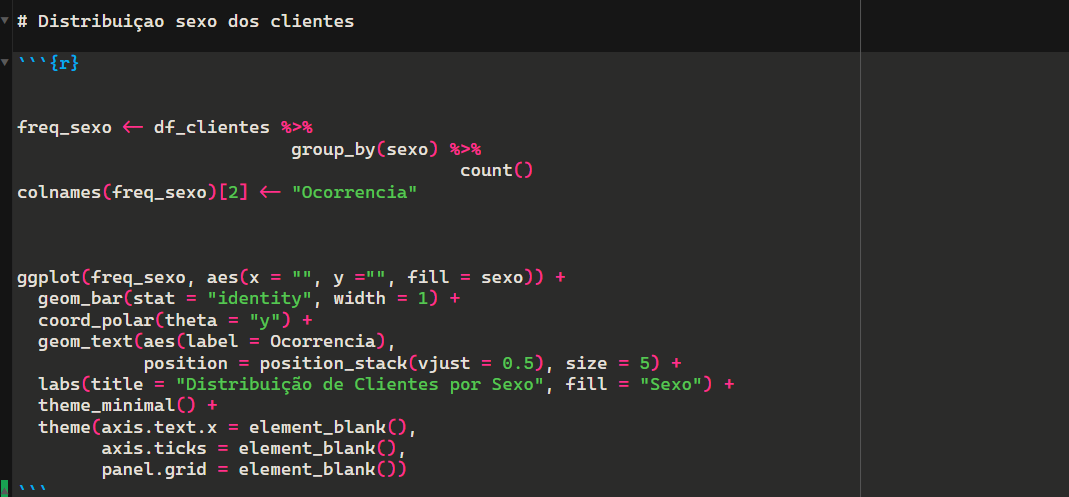 # Distribuiçao sexo dos clientes
```{r}
freq_sexo <- df_clientes %>%
group_by(sexo) %>%
count()
colnames(freq_sexo)[2] <- "Ocorrencia"
ggplot(freq_sexo, aes(x = "", y ="", fill = sexo)) +
geom_bar(stat = "identity", width = 1) +
coord_polar(theta = "y") +
geom_text(aes(label = Ocorrencia),
position = position_stack(vjust = 0.5), size = 5) +
labs(title = "Distribuição de Clientes por Sexo", fill = "Sexo") +
theme_minimal() +
theme(axis.text.x = element_blank(),
axis.ticks = element_blank(),
panel.grid = element_blank())
```